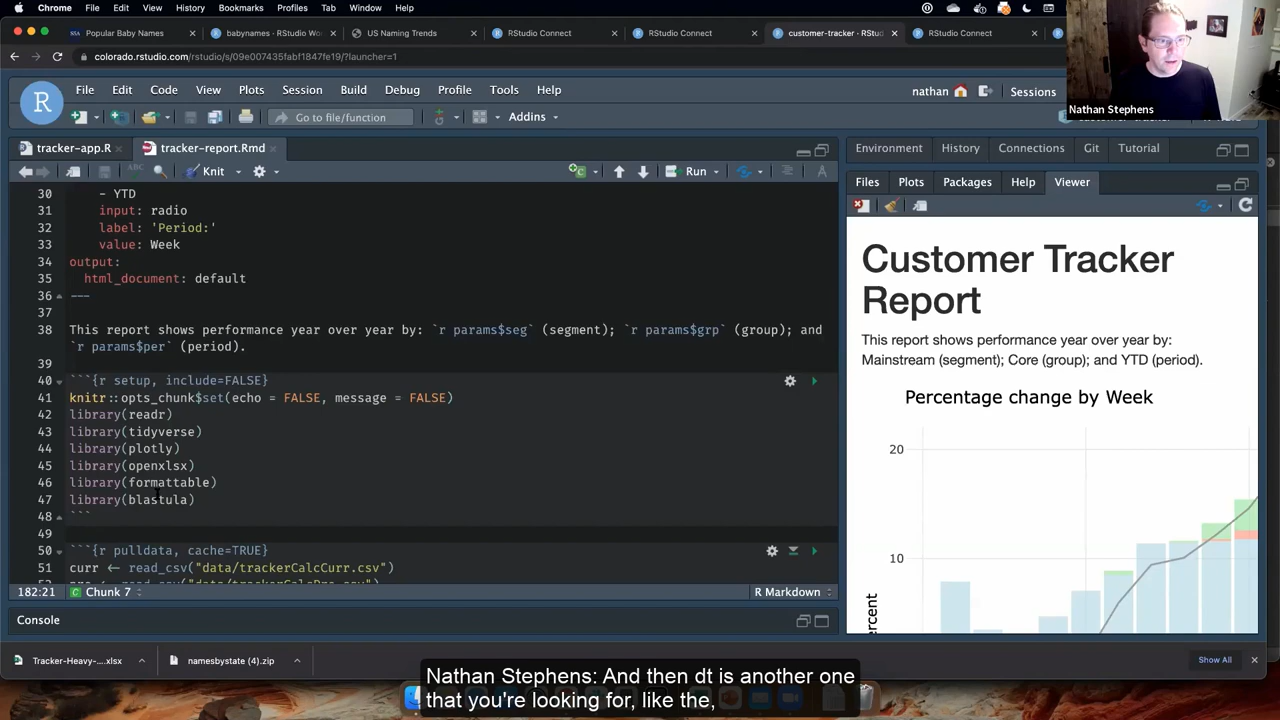 Chrome File Edit View History Bookmarks Profiles Tab Window Help
Popular Baby Names babynames · RStudio Wo US Naming Trends RStudio Connect RStudio Connect customer-tracker · RStu RStudio Connect
colorado.rstudio.com/rstudio/s/09e007435fabf1847fe19/?launcher=1
R File Edit Code View Plots Session Build Debug Profile Tools Help nathan Sessions
Go to file/function Addins
Nathan Stephens
tracker-app.R tracker-report.Rmd
Knit Run
30 - YTD
31 input: radio
32 label: 'Period:'
33 value: Week
34 output:
35 html_document: default
36 ---
37
38 This report shows performance year over year by: `r params$seg` (segment); `r params$grp` (group); and
`r params$per` (period).
39
40 ```{r setup, include=FALSE}
41 knitr::opts_chunk$set(echo = FALSE, message = FALSE)
42 library(readr)
43 library(tidyverse)
44 library(plotly)
45 library(openxlsx)
46 library(formattable)
47 library(blastula)
48 ```
49
50 ```{r pulldata, cache=TRUE}
51 curr ← read_csv("data/trackerCalcCurr.csv")
182:21 Chunk 7 R Markdown
Console
Environment History Connections Git Tutorial
Files Plots Packages Help Viewer
Customer Tracker
Report
This report shows performance year over year by:
Mainstream (segment); Core (group); and YTD (period).
Percentage change by Week
20
10
ercent
Tracker-Heavy-....xlsx namesbystate (4).zip Show All
Nathan Stephens: And then dt is another one
that you're looking for, like the,